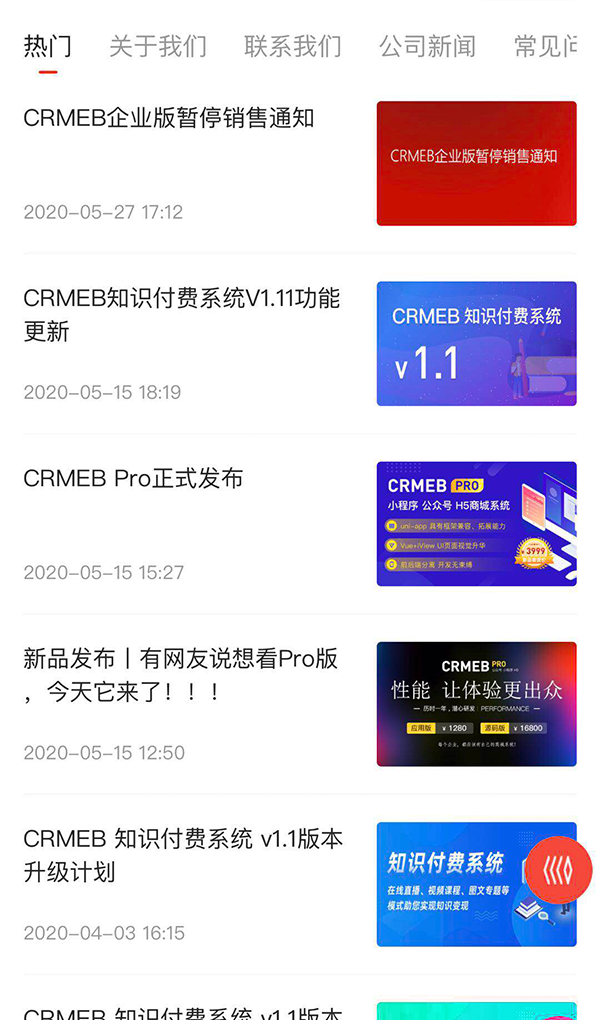 热门 关于我们 联系我们 公司新闻 常见问
CRMEB企业版暂停销售通知
2020-05-27 17:12
CRMEB企业版暂停销售通知
CRMEB知识付费系统V1.11功能
更新
2020-05-15 18:19
CRMEB 知识付费系统
v1.1
CRMEB Pro正式发布
2020-05-15 15:27
CRMEB PRO
小程序 公众号 H5商城系统
uni-app 具有框架兼容、拓展能力
Vue+iView UI页面视觉升华
前后端分离 开发无束缚
¥3999
新品发布丨有网友说想看Pro版
，今天它来了！！！
2020-05-15 12:50
CRMEB PRO
性能 让体验更出众
历时一年，潜心研发 | PERFORMANCE
应用版 ¥ 1280 源码版 ¥ 16800
CRMEB 知识付费系统 v1.1版本
升级计划
2020-04-03 16:15
知识付费系统
在线直播、视频课程、图文专题等
模式助您实现知识变现
CRMEB 知识付费系统 v1.1版本